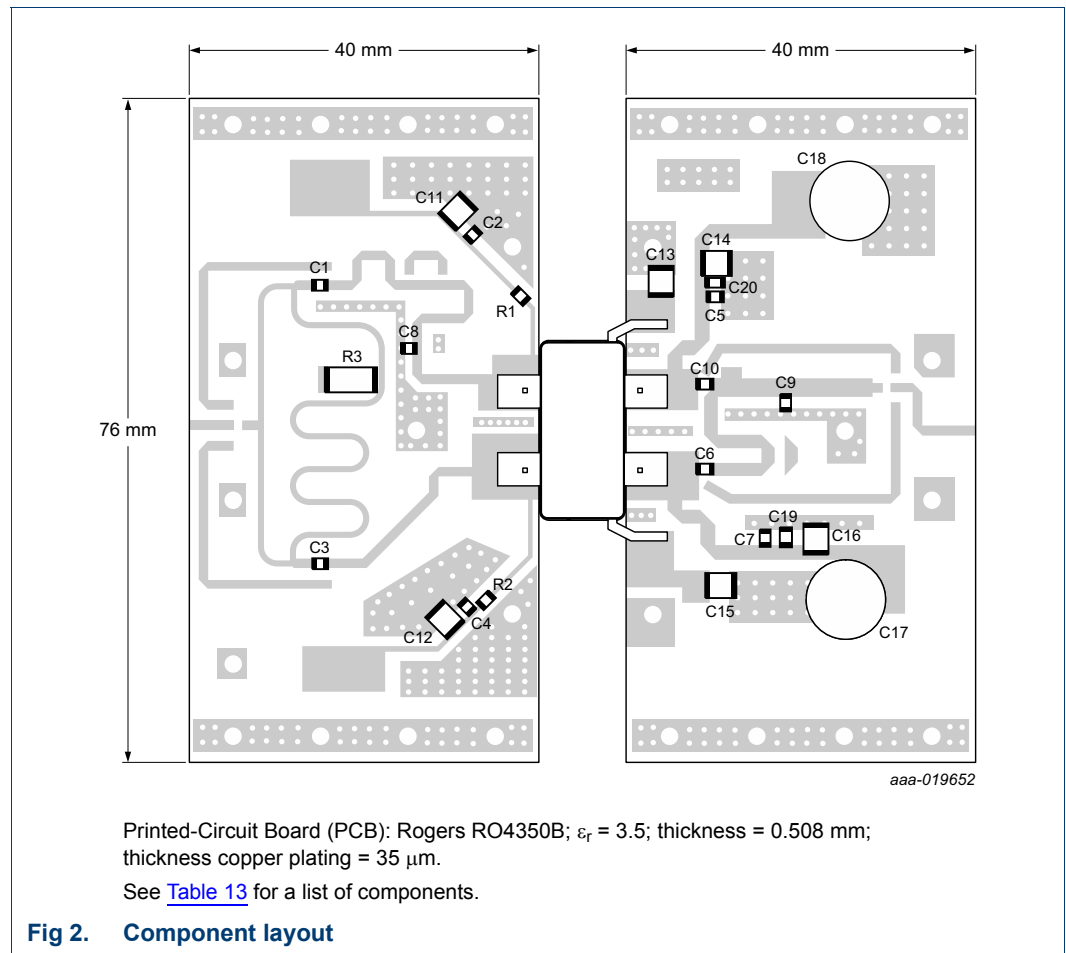 40 mm
40 mm
C18
C11
C2
C14
C13
C1
C20
C5
R1
C8
R3
C10
C9
76 mm
C6
C19
C7
C16
C3
R2
C15
C4
C12
C17
aaa-019652
Printed-Circuit Board (PCB): Rogers RO4350B; εr = 3.5; thickness = 0.508 mm;
thickness copper plating = 35 μm.
See Table 13 for a list of components.
Fig 2. Component layout